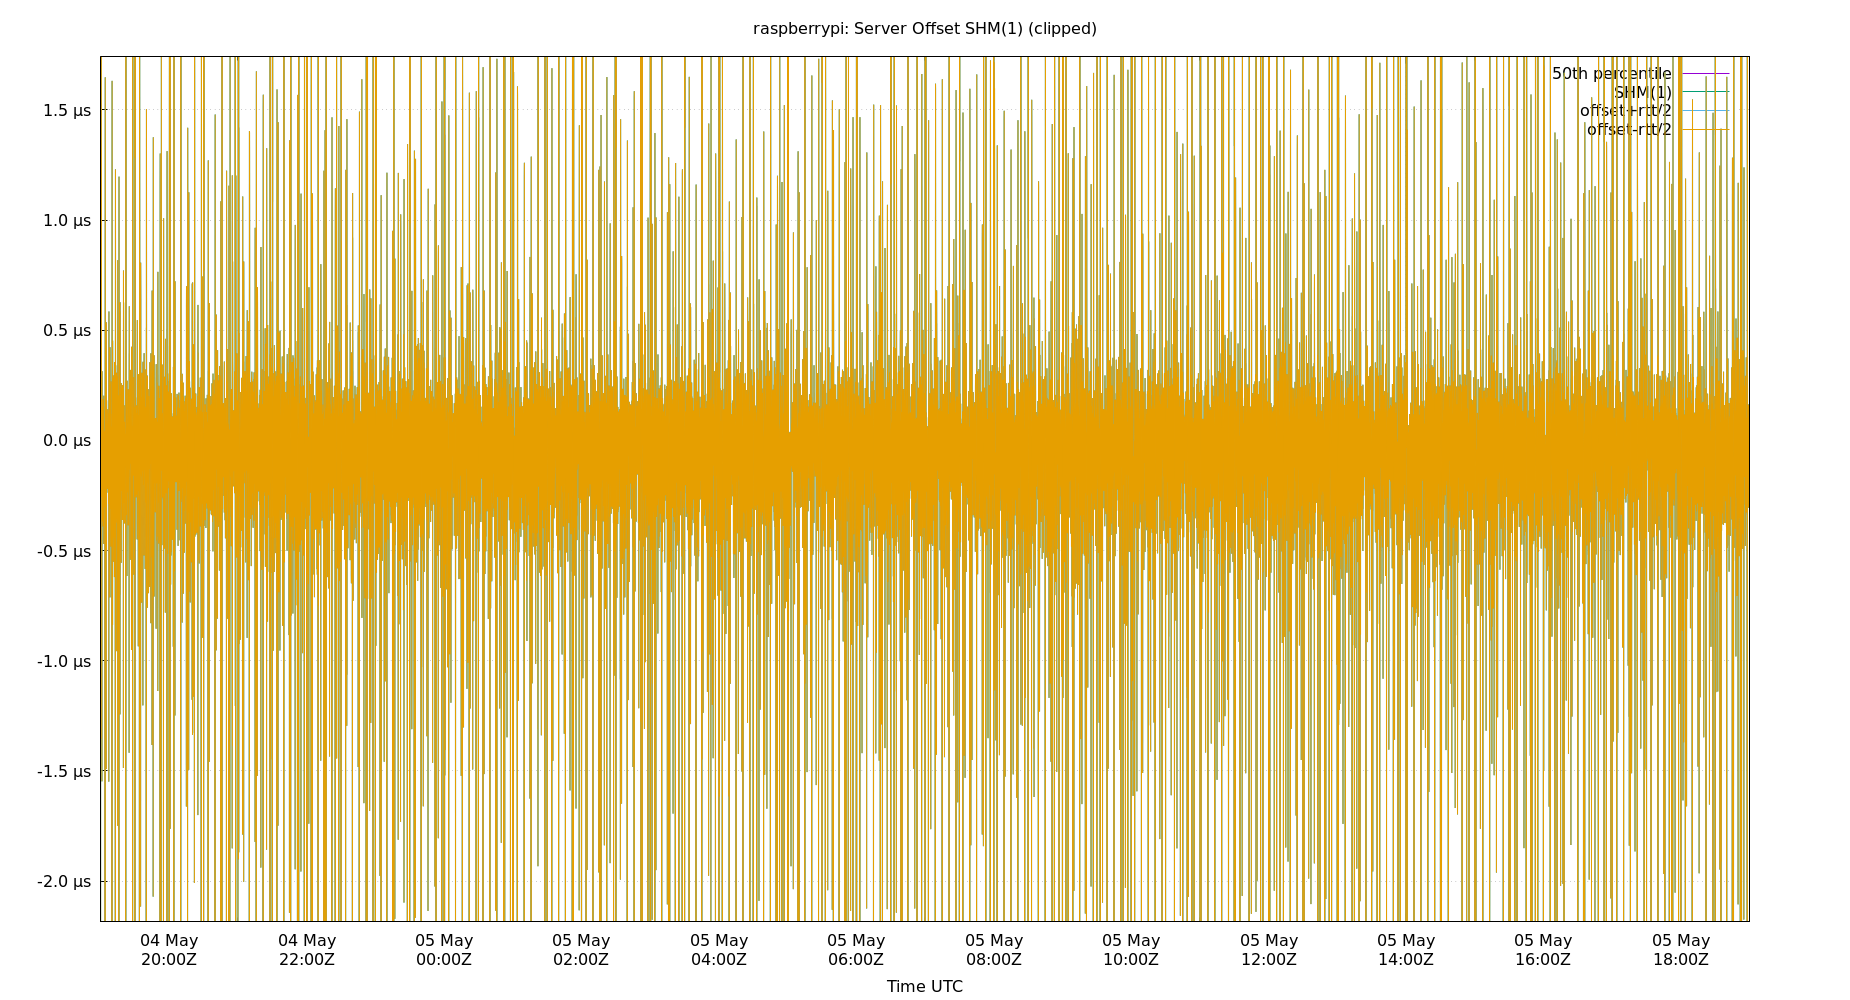 raspberrypi: Server Offset SHM(1) (clipped)
50th percentile
SHM(1)
offset+rtt/2
offset-rtt/2
1.5 µs
1.0 µs
0.5 µs
0.0 µs
-0.5 µs
-1.0 µs
-1.5 µs
-2.0 µs
04 May 04 May 05 May 05 May 05 May 05 May 05 May 05 May 05 May 05 May 05 May 05 May
20:00Z 22:00Z 00:00Z 02:00Z 04:00Z 06:00Z 08:00Z 10:00Z 12:00Z 14:00Z 16:00Z 18:00Z
Time UTC